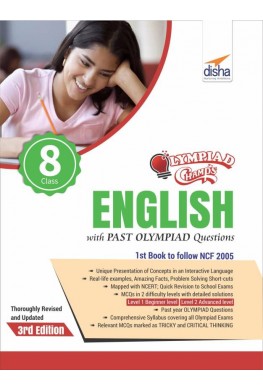 disha
8
Class
OLYMPIAD
CHAMPS
ENGLISH
with PAST OLYMPIAD Questions
1st Book to follow NCF 2005
Unique Presentation of Concepts in an Interactive Language
Real-life examples, Amazing Facts, Problem Solving Short cuts
Mapped with NCERT; Quick Revision to School Exams
MCQs in 2 difficulty levels with detailed solutions
Level 1 Beginner level | Level 2 Advanced level
Past year OLYMPIAD Questions
Comprehensive Syllabus covering all Olympiad Exams
Relevant MCQs marked as TRICKY and CRITICAL THINKING
Thoroughly Revised
and Updated
3rd Edition